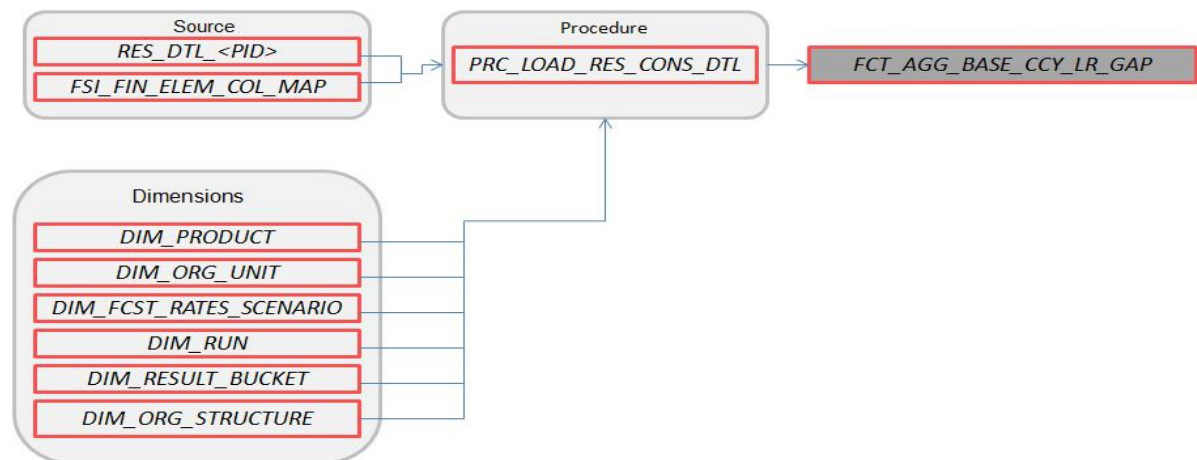 Source
RES_DTL_<PID>
FSI_FIN_ELEM_COL_MAP
Procedure
PRC_LOAD_RES_CONS_DTL
FCT_AGG_BASE_CCY_LR_GAP
Dimensions
DIM_PRODUCT
DIM_ORG_UNIT
DIM_FCST_RATES_SCENARIO
DIM_RUN
DIM_RESULT_BUCKET
DIM_ORG_STRUCTURE